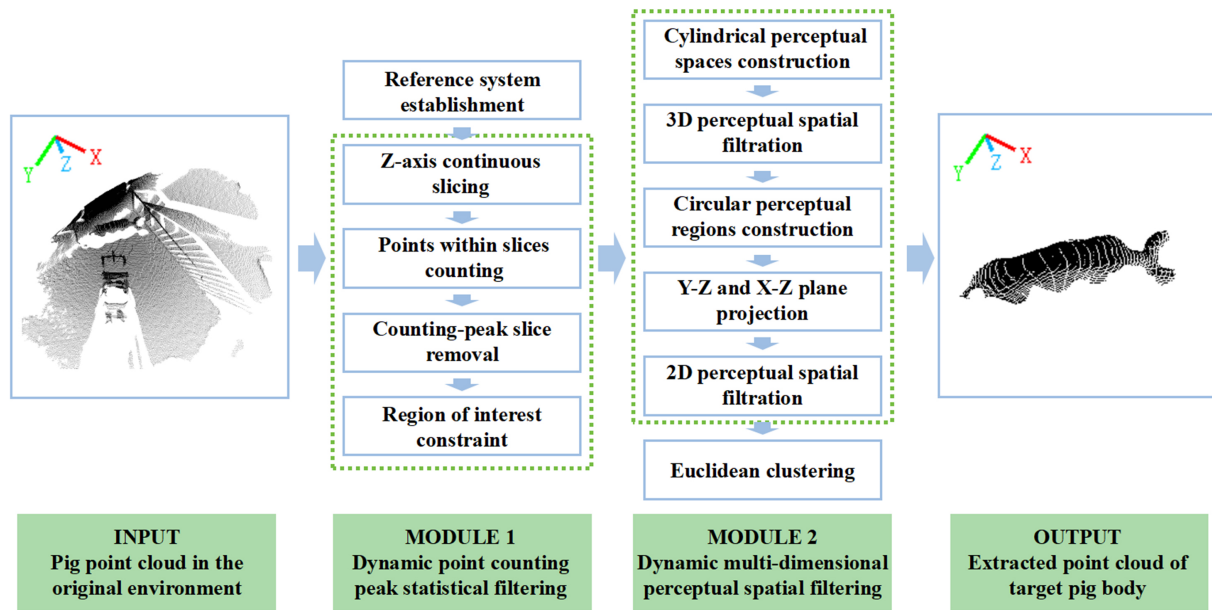 Y
Z
X
Reference system
establishment
Z-axis continuous
slicing
Points within slices
counting
Counting-peak slice
removal
Region of interest
constraint
Cylindrical perceptual
spaces construction
3D perceptual spatial
filtration
Circular perceptual
regions construction
Y-Z and X-Z plane
projection
2D perceptual spatial
filtration
Euclidean clustering
Y
Z
X
INPUT
Pig point cloud in the
original environment
MODULE 1
Dynamic point counting
peak statistical filtering
MODULE 2
Dynamic multi-dimensional
perceptual spatial filtering
OUTPUT
Extracted point cloud of
target pig body